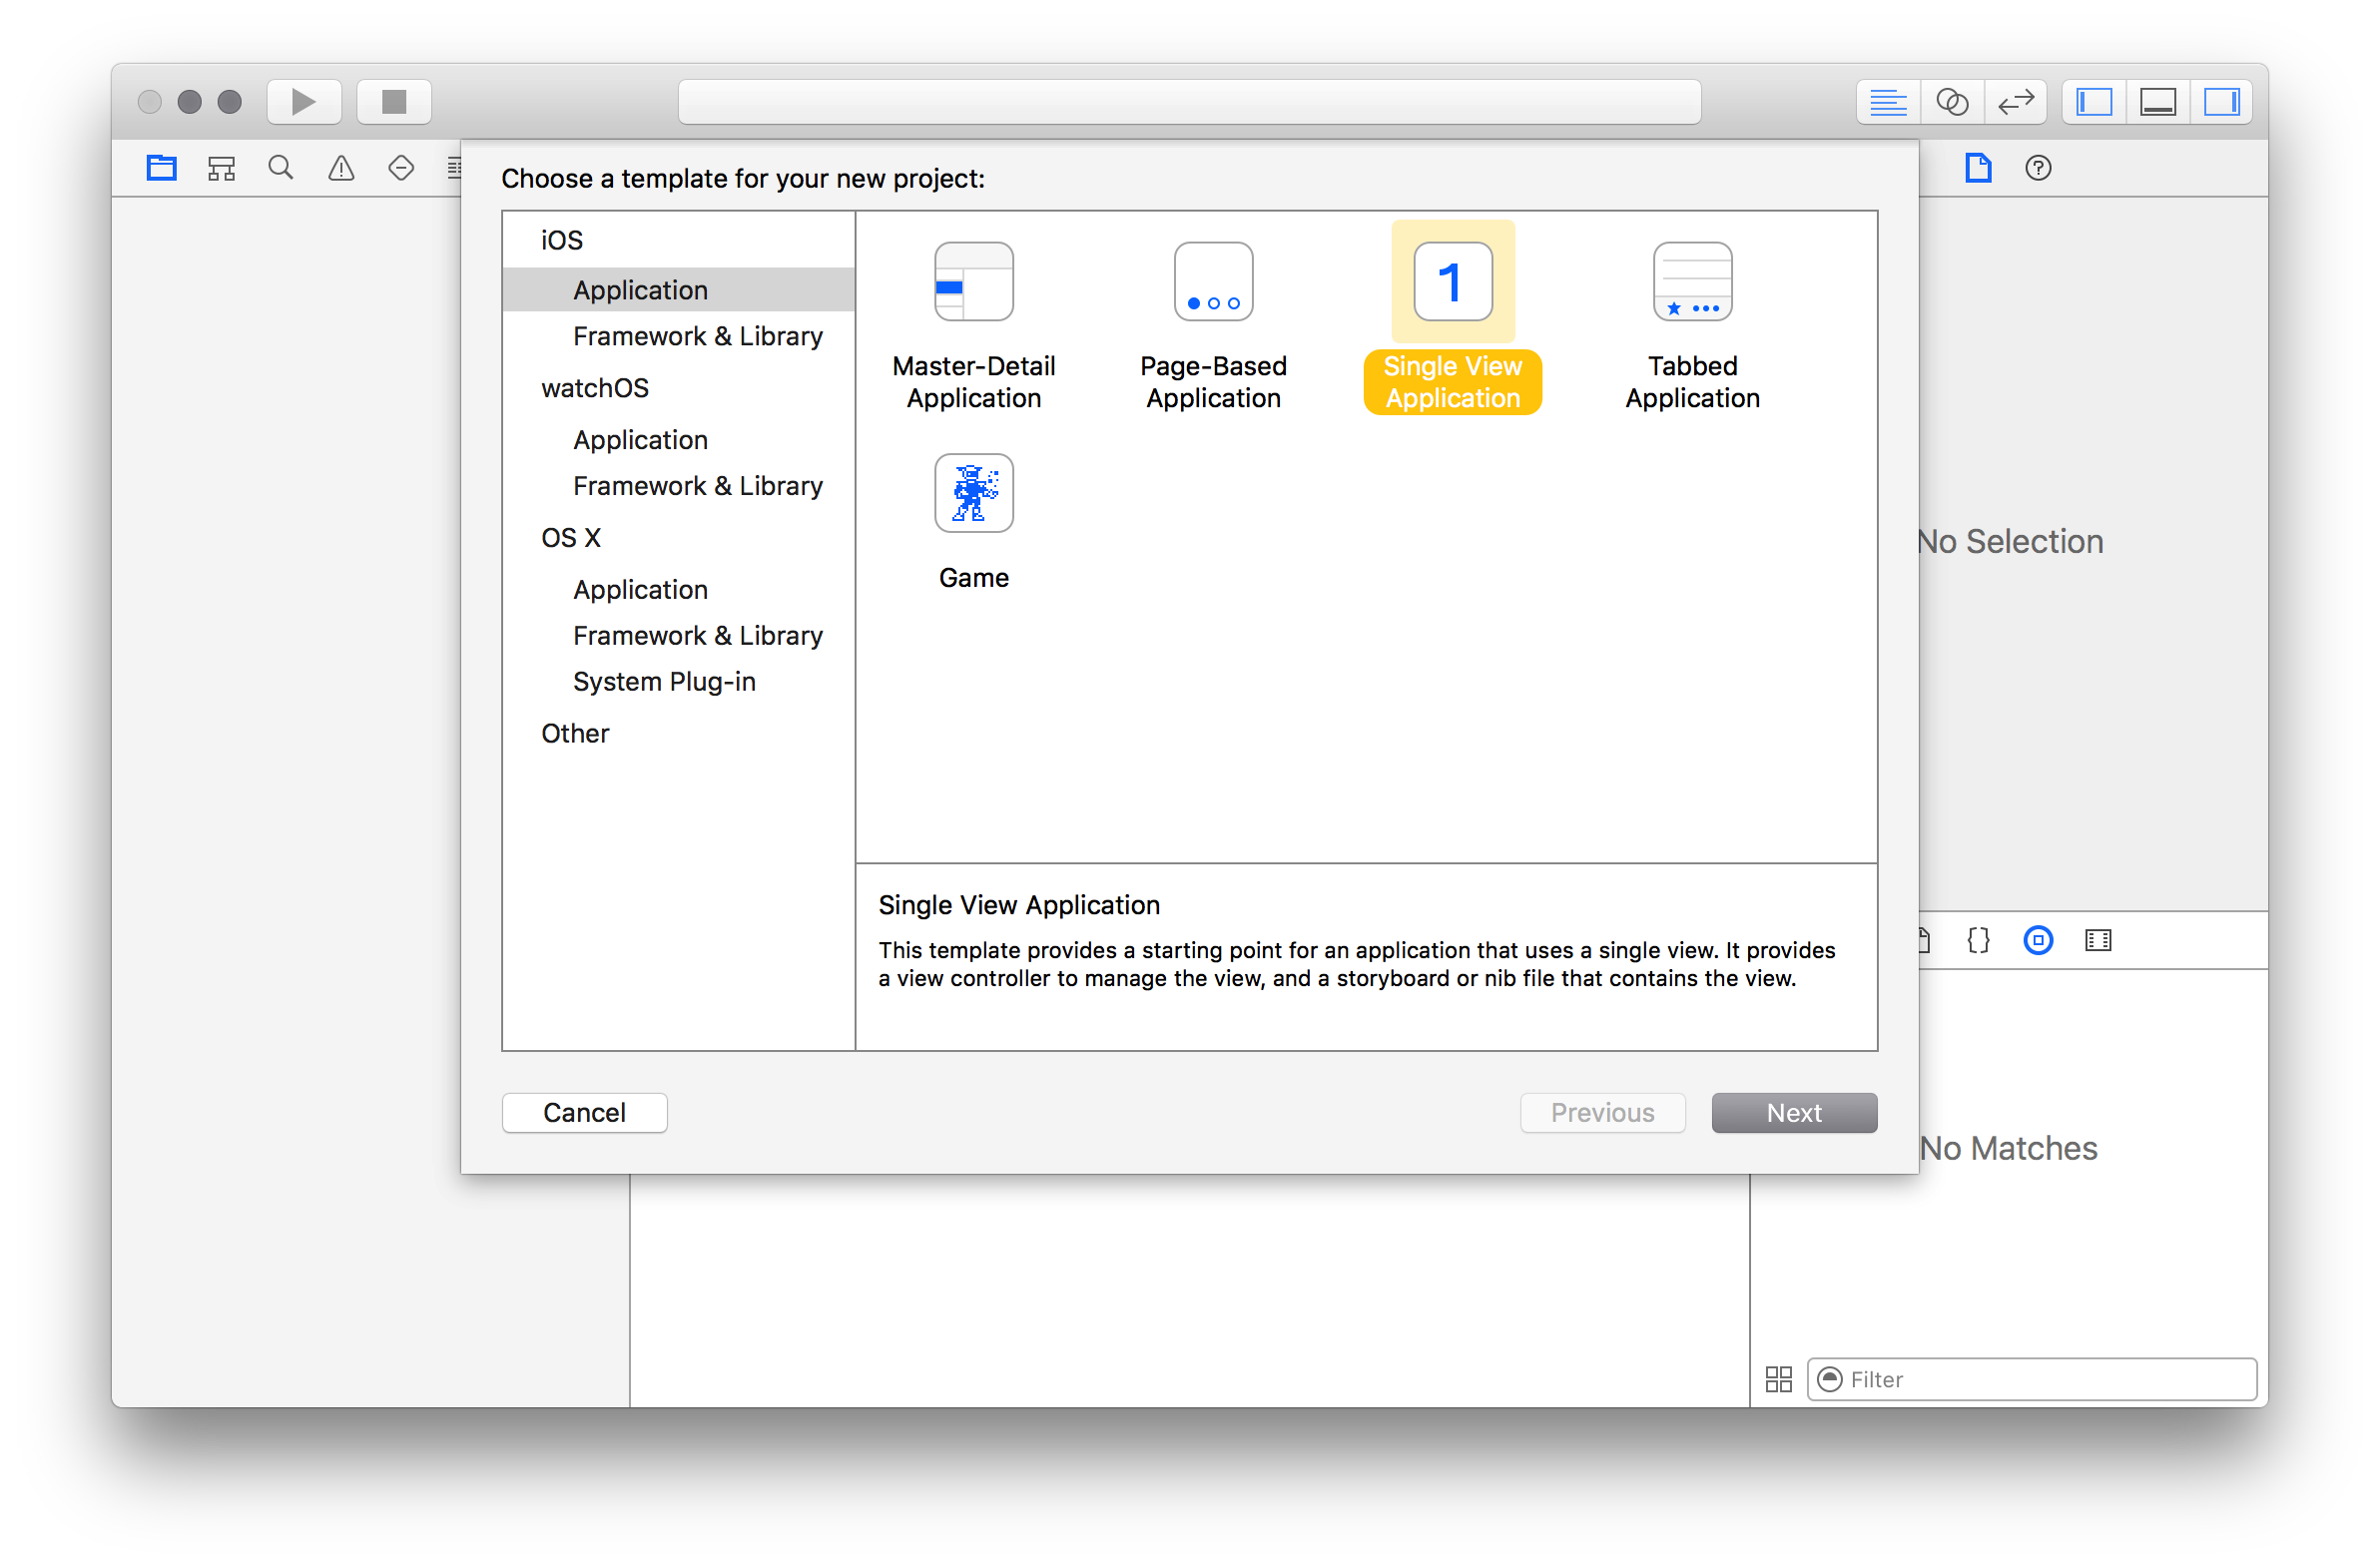 Choose a template for your new project:
iOS
Application
Framework & Library
watchOS
Application
Framework & Library
OS X
Application
Framework & Library
System Plug-in
Other
Master-Detail
Application
Page-Based
Application
1
Single View
Application
Tabbed
Application
Game
Single View Application
This template provides a starting point for an application that uses a single view. It provides
a view controller to manage the view, and a storyboard or nib file that contains the view.
Cancel
Previous
Next
No Selection
{}
No Matches
Filter